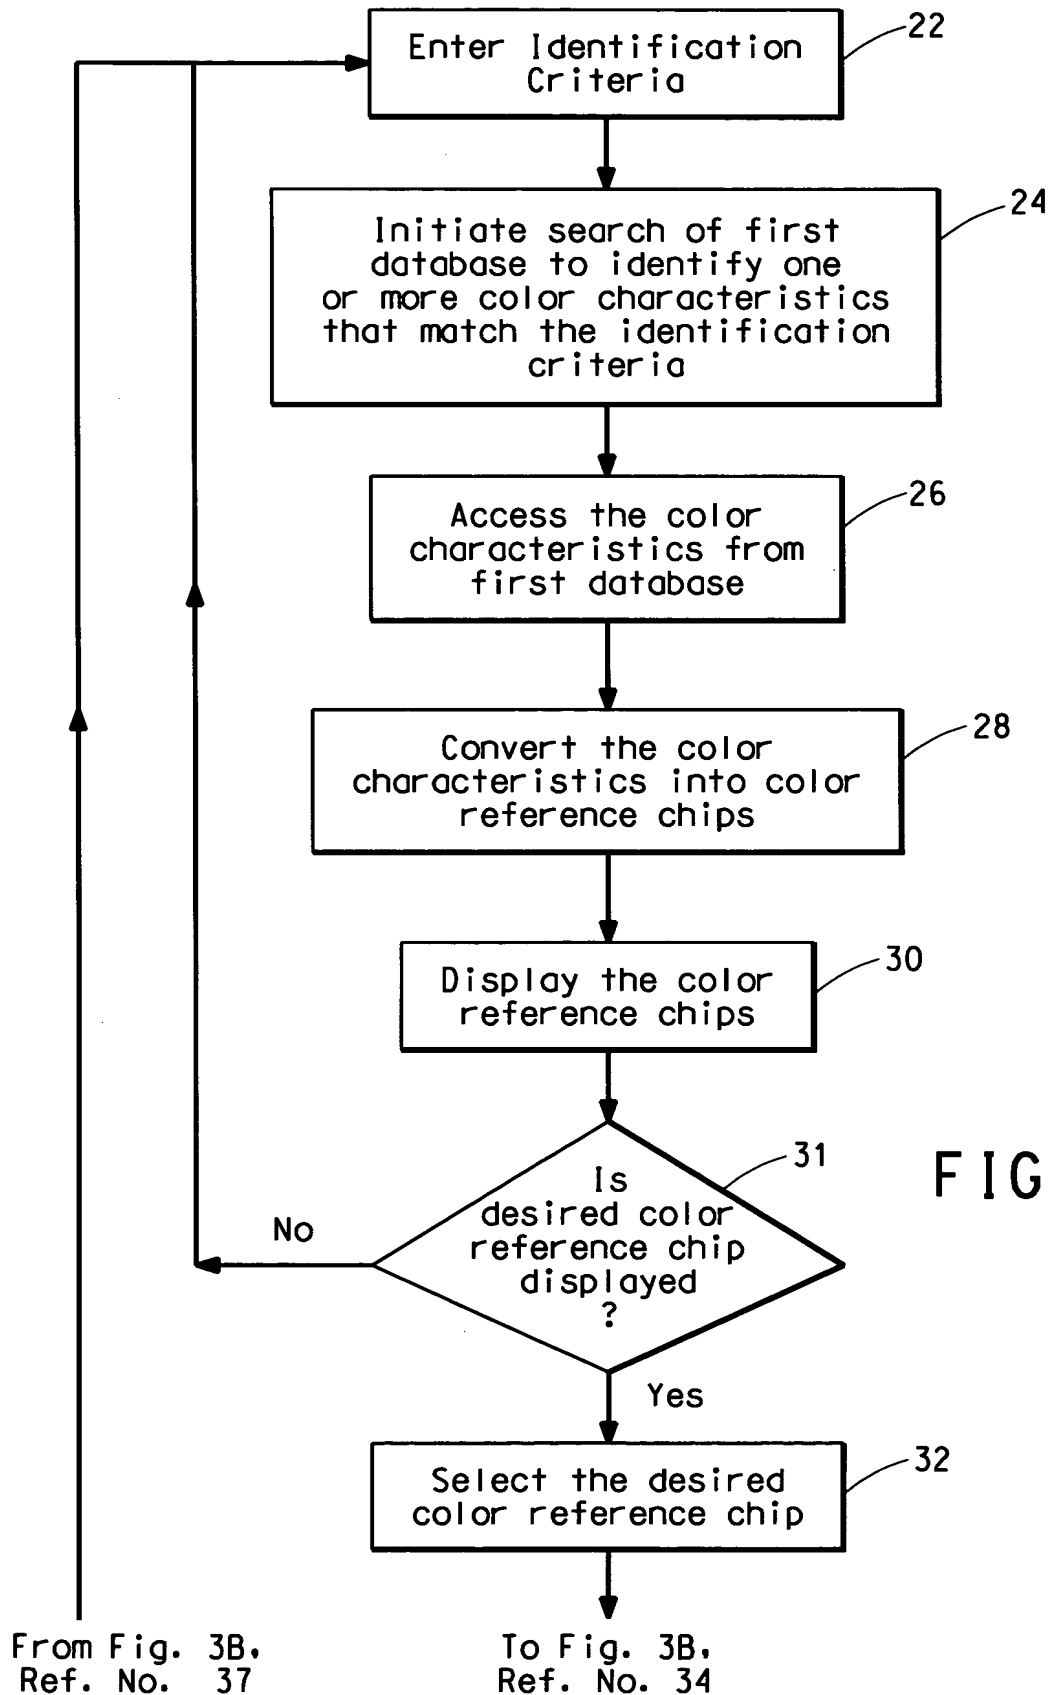 22
Enter Identification
Criteria
24
Initiate search of first
database to identify one
or more color characteristics
that match the identification
criteria
26
Access the color
characteristics from
first database
28
Convert the color
characteristics into color
reference chips
30
Display the color
reference chips
31
Is
desired color
reference chip
displayed
?
FIG
No
Yes
32
Select the desired
color reference chip
From Fig. 3B,
Ref. No. 37
To Fig. 3B,
Ref. No. 34